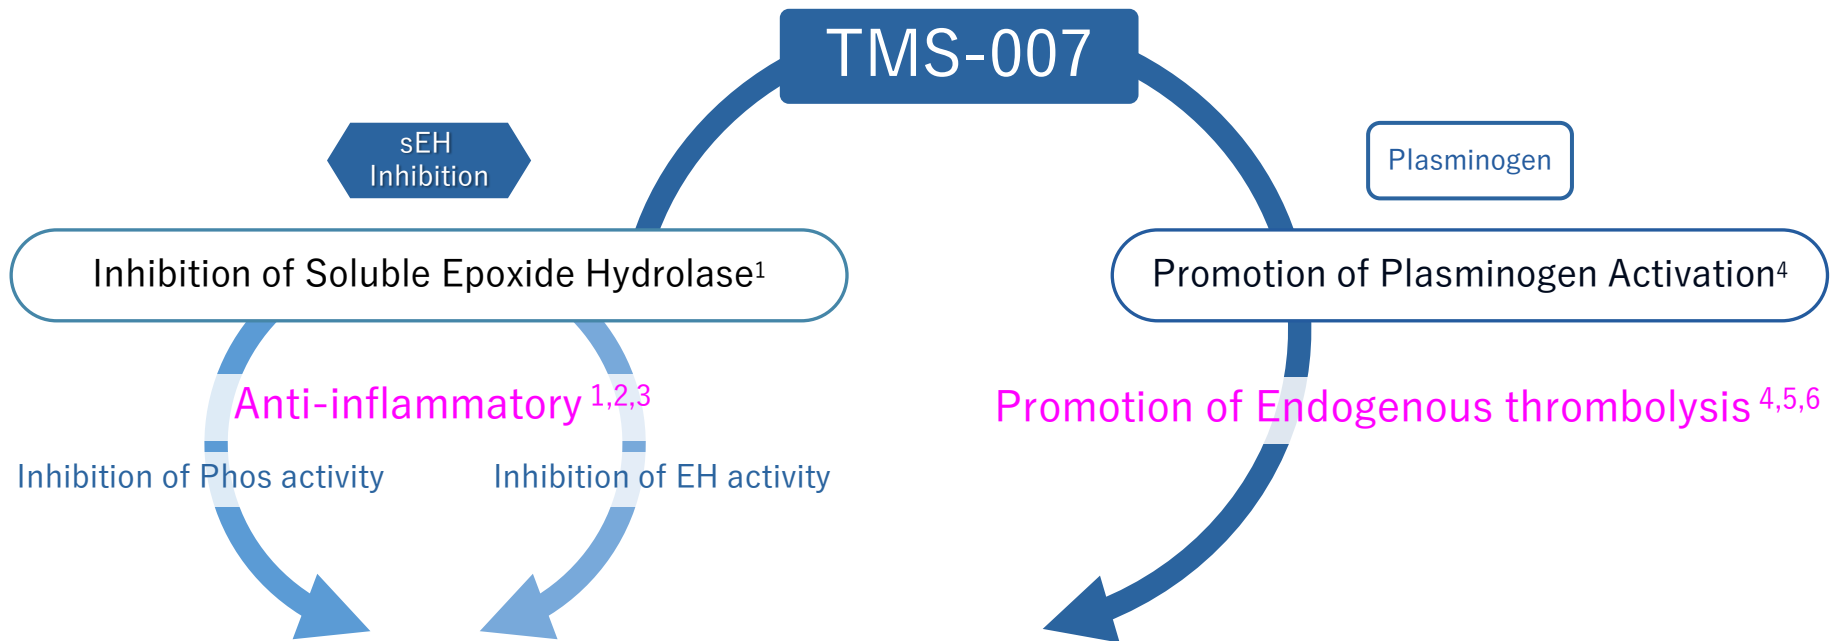 TMS-007
sEH
Inhibition
Plasminogen
Inhibition of Soluble Epoxide Hydrolase¹
Promotion of Plasminogen Activation⁴
Anti-inflammatory ¹,²,³
Promotion of Endogenous thrombolysis ⁴,⁵,⁶
Inhibition of Phos activity
Inhibition of EH activity